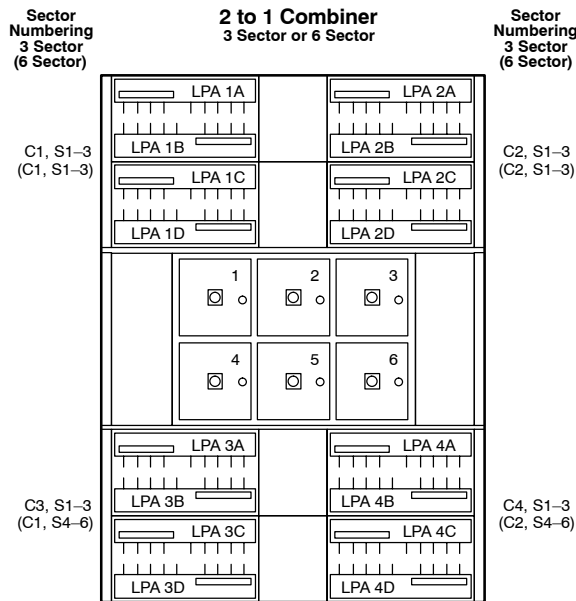 Sector
Numbering
3 Sector
(6 Sector)
2 to 1 Combiner
3 Sector or 6 Sector
Sector
Numbering
3 Sector
(6 Sector)
LPA 1A
LPA 1B
LPA 1C
LPA 1D
LPA 2A
LPA 2B
LPA 2C
LPA 2D
C1, S1–3
(C1, S1–3)
C2, S1–3
(C2, S1–3)
1
2
3
4
5
6
LPA 3A
LPA 3B
LPA 3C
LPA 3D
LPA 4A
LPA 4B
LPA 4C
LPA 4D
C3, S1–3
(C1, S4–6)
C4, S1–3
(C2, S4–6)